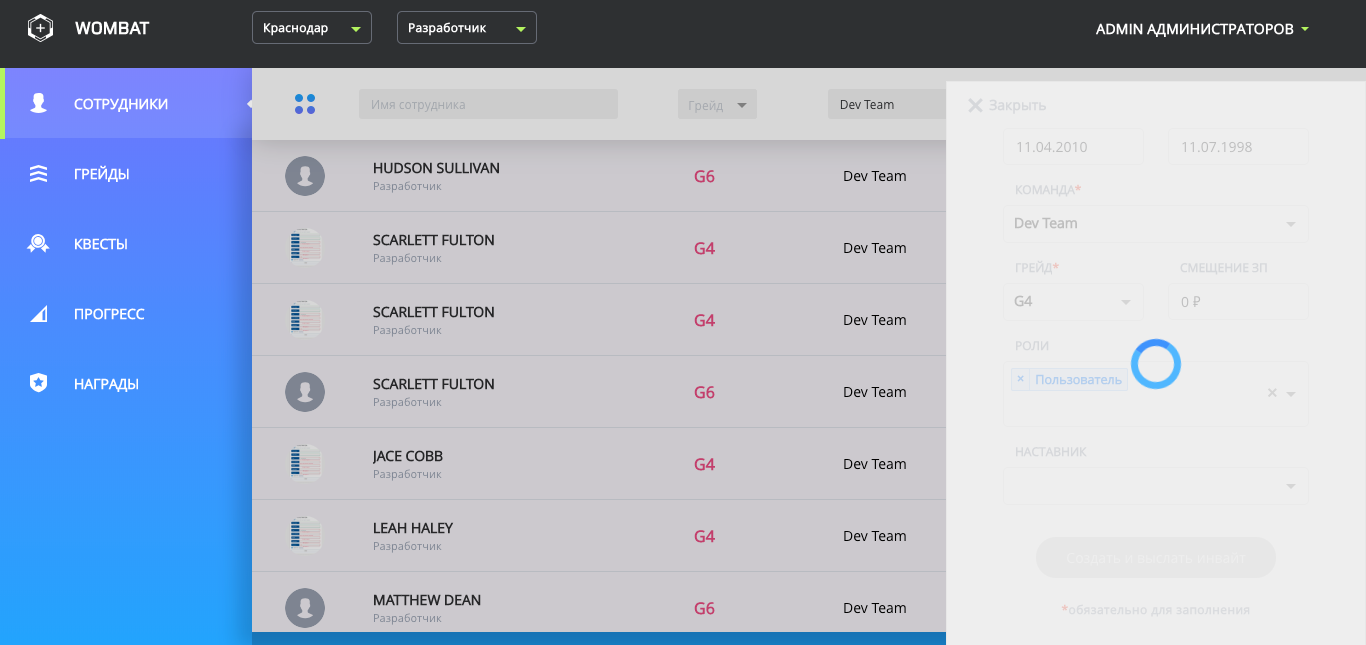 WOMBAT
Краснодар
Разработчик
ADMIN АДМИНИСТРАТОРОВ
СОТРУДНИКИ
ГРЕЙДЫ
КВЕСТЫ
ПРОГРЕСС
НАГРАДЫ
Имя сотрудника
Грейд
Dev Team
HUDSON SULLIVAN
Разработчик
G6
Dev Team
SCARLETT FULTON
Разработчик
G4
Dev Team
SCARLETT FULTON
Разработчик
G4
Dev Team
SCARLETT FULTON
Разработчик
G6
Dev Team
JACE COBB
Разработчик
G4
Dev Team
LEAH HALEY
Разработчик
G4
Dev Team
MATTHEW DEAN
Разработчик
G6
Dev Team
Закрыть
11.04.2010
11.07.1998
КОМАНДА*
Dev Team
ГРЕЙД*
СМЕЩЕНИЕ ЗП
G4
0 ₽
РОЛИ
× Пользователь
×
НАСТАВНИК
Создать и выслать инвайт
*обязательно для заполнения